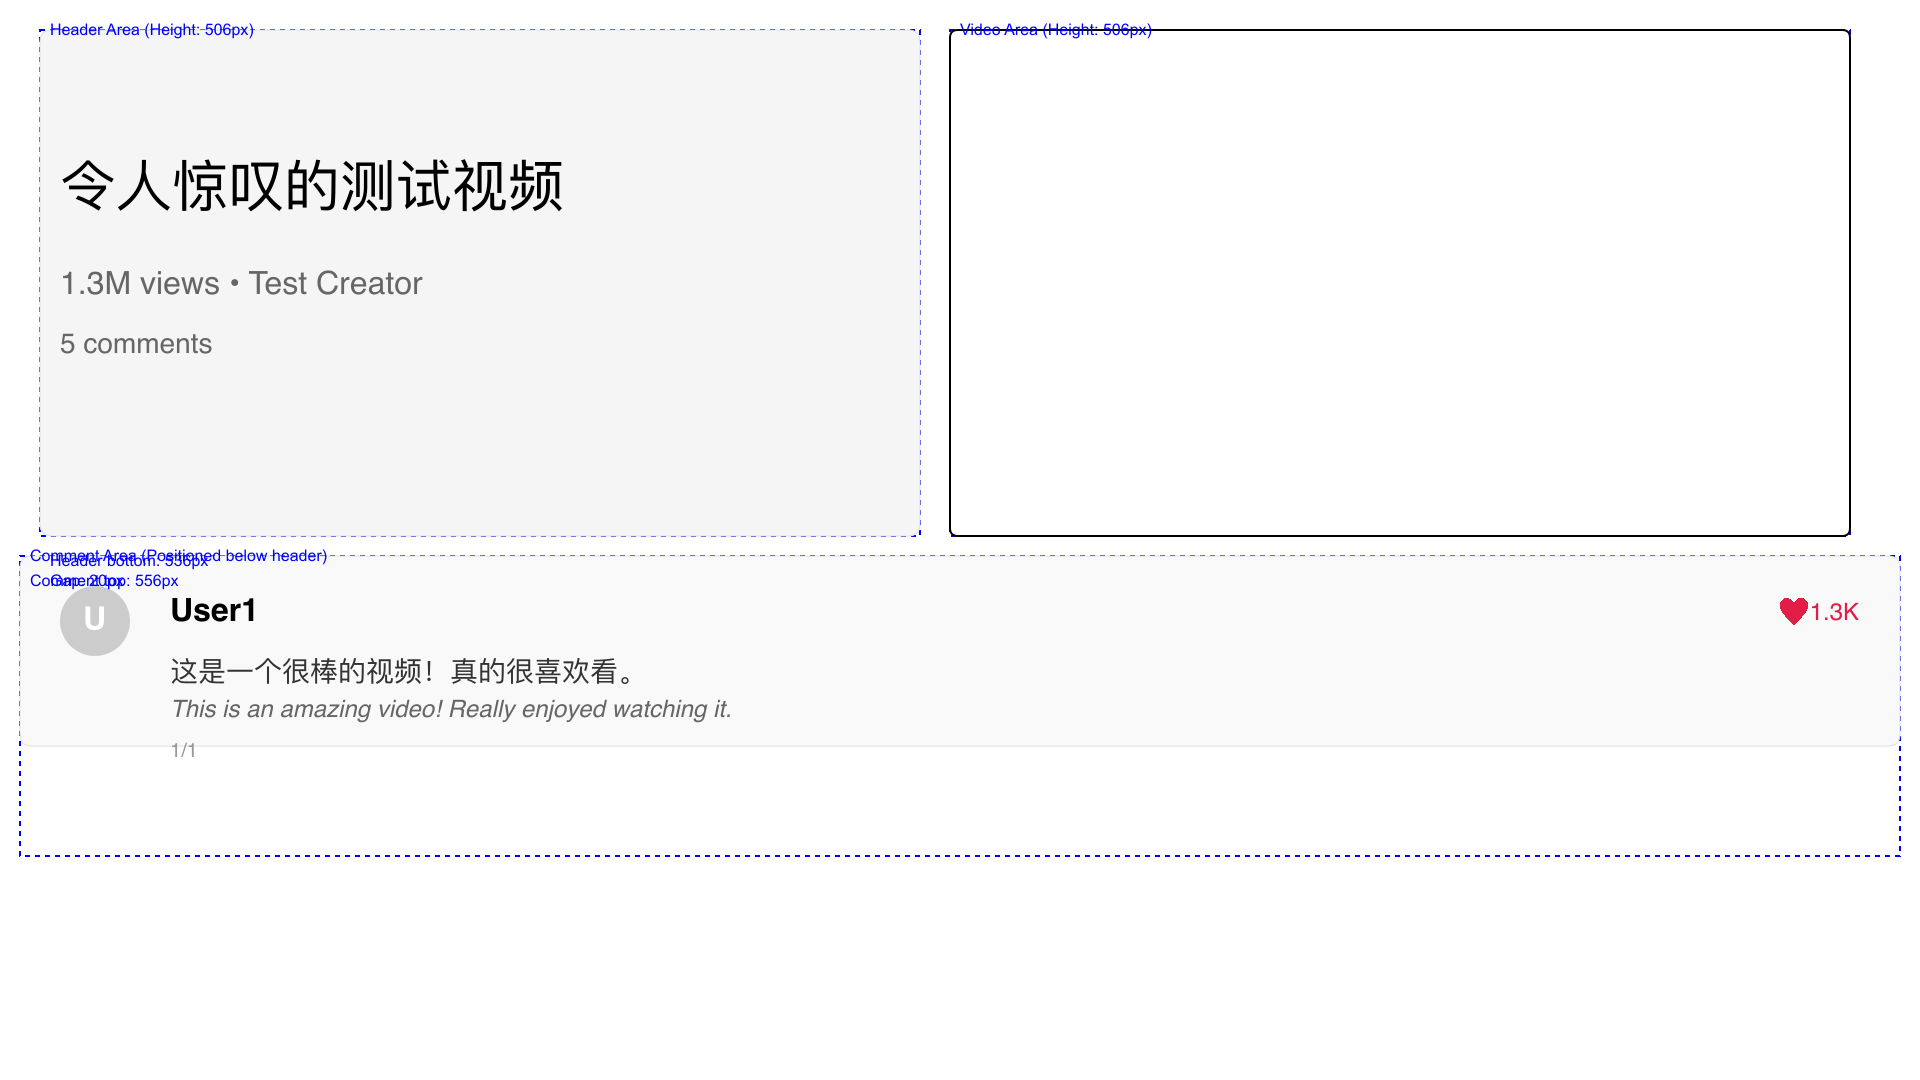 Header Area (Height: 506px)
Video Area (Height: 506px)
令人惊叹的测试视频
1.3M views • Test Creator
5 comments
Comment Area (Positioned below header)
Header bottom: 536px
Gap: 20px
Comment top: 556px
U
User1
1.3K
这是一个很棒的视频！真的很喜欢看。
This is an amazing video! Really enjoyed watching it.
1/1